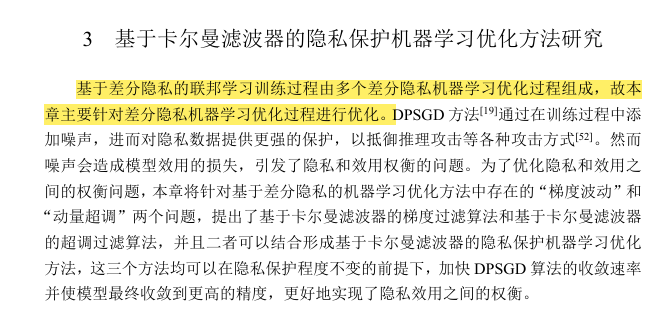 3 基于卡尔曼滤波器的隐私保护机器学习优化方法研究
基于差分隐私的联邦学习训练过程由多个差分隐私机器学习优化过程组成，故本
章主要针对差分隐私机器学习优化过程进行优化。DPSGD 方法[19]通过在训练过程中添
加噪声，进而对隐私数据提供更强的保护，以抵御推理攻击等各种攻击方式[52]。然而
噪声会造成模型效用的损失，引发了隐私和效用权衡的问题。为了优化隐私和效用之
间的权衡问题，本章将针对基于差分隐私的机器学习优化方法中存在的“梯度波动”和
“动量超调”两个问题，提出了基于卡尔曼滤波器的梯度过滤算法和基于卡尔曼滤波器
的超调过滤算法，并且二者可以结合形成基于卡尔曼滤波器的隐私保护机器学习优化
方法，这三个方法均可以在隐私保护程度不变的前提下，加快 DPSGD 算法的收敛速率
并使模型最终收敛到更高的精度，更好地实现了隐私效用之间的权衡。